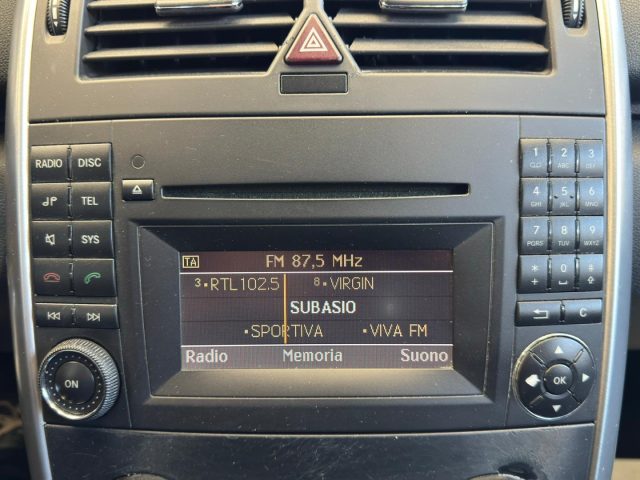 RADIO DISC
TEL
SYS
ON
TA FM 87,5 MHz
3 RTL102.5 8 VIRGIN
SUBASIO
SPORTIVA VIVA FM
Radio Memoria Suono
1 2 ABC 3 DEF
4 GHI 5 JKL 6 MNO
7 PQRS 8 TUV 9 WXYZ
* 0 #
+
C
OK